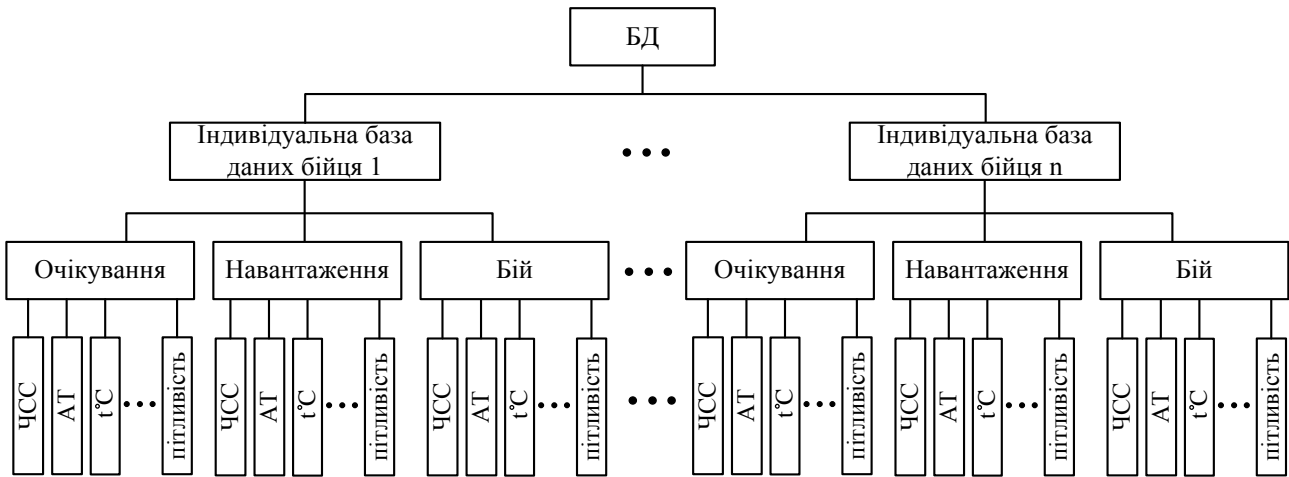 БД
Індивідуальна база
даних бійця 1
• • •
Індивідуальна база
даних бійця n
Очікування
Навантаження
Бій
• • •
Очікування
Навантаження
Бій
ЧСС
АТ
t℃
• • •
пітливість
ЧСС
АТ
t℃
• • •
пітливість
ЧСС
АТ
t℃
• • •
пітливість
• • •
ЧСС
АТ
t℃
• • •
пітливість
ЧСС
АТ
t℃
• • •
пітливість
ЧСС
АТ
t℃
• • •
пітливість